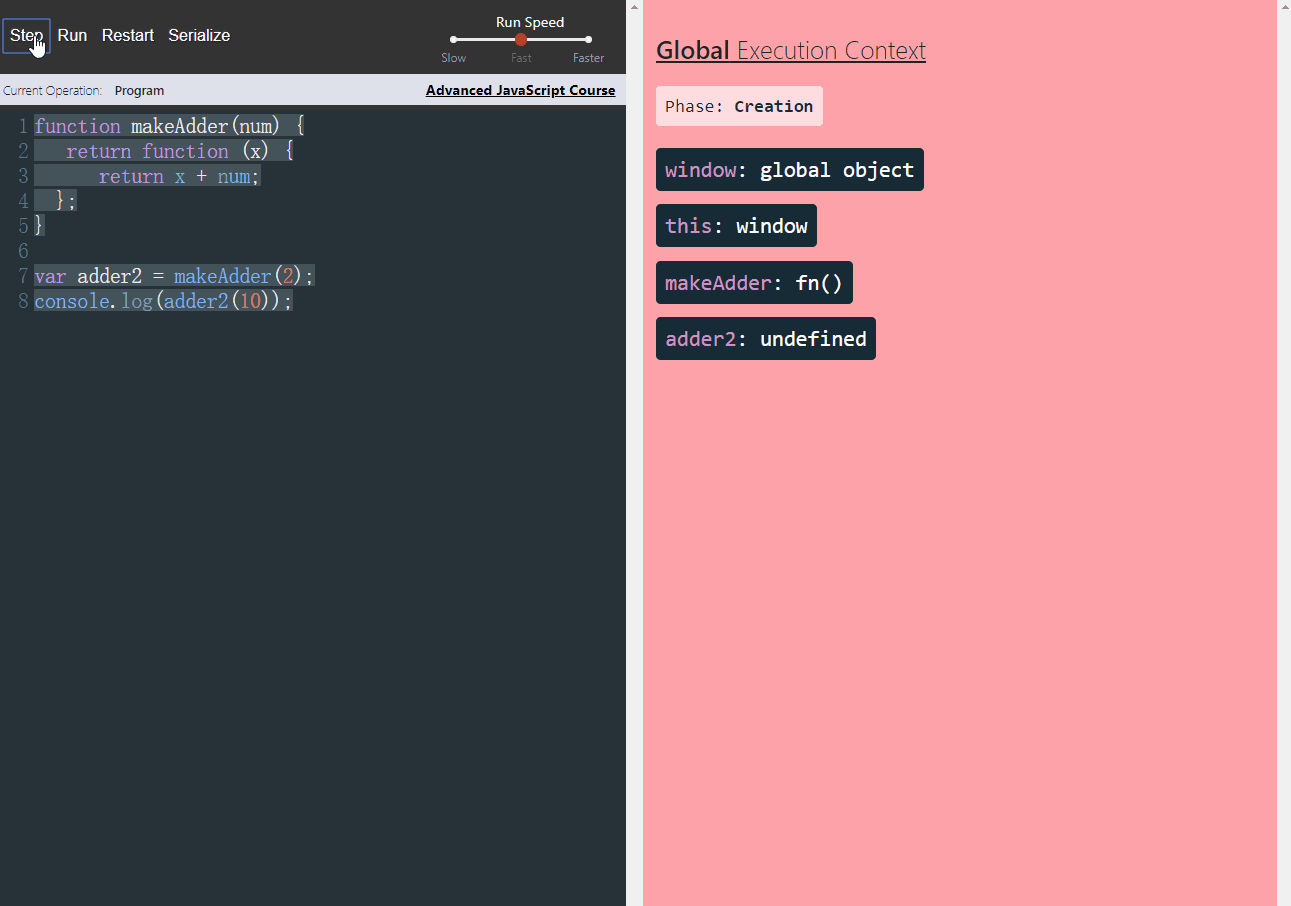 Step Run Restart Serialize
Run Speed
Slow Fast Faster
Current Operation: Program Advanced JavaScript Course
1 function makeAdder(num) {
2 return function (x) {
3 return x + num;
4 };
5 }
6
7 var adder2 = makeAdder(2);
8 console.log(adder2(10));
Global Execution Context
Phase: Creation
window: global object
this: window
makeAdder: fn()
adder2: undefined